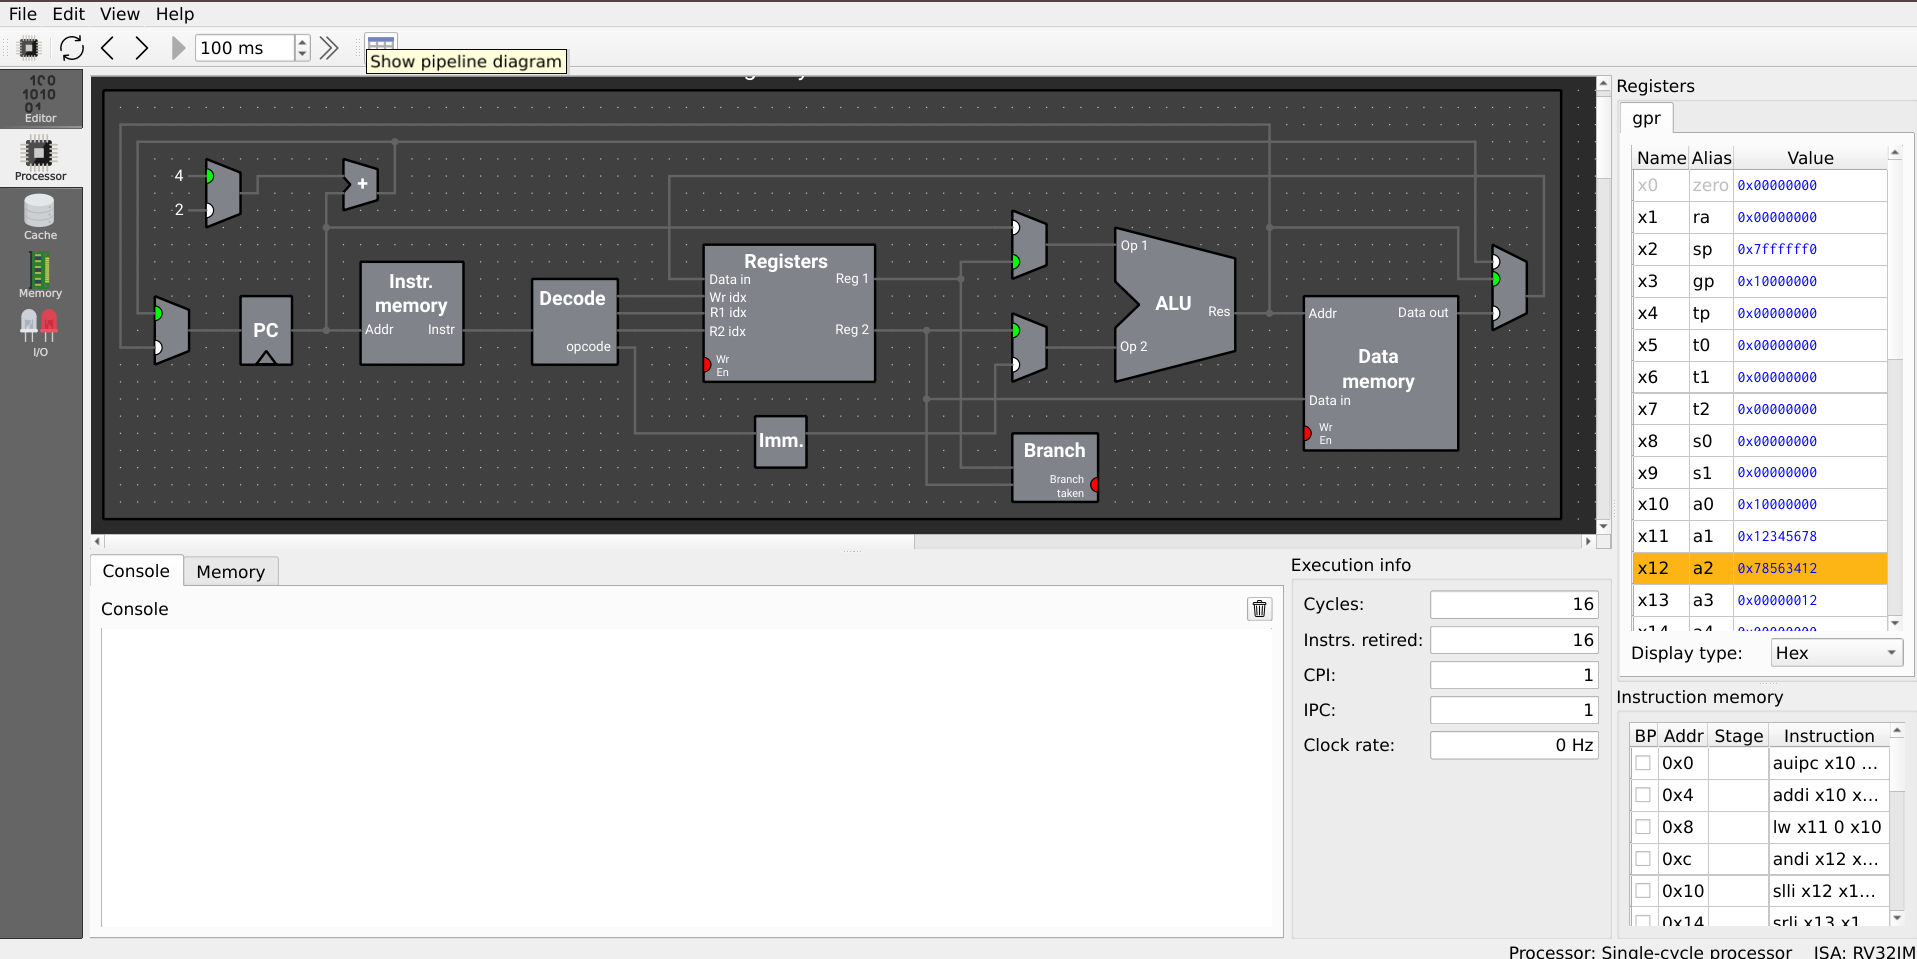 File Edit View Help
100 ms
Show pipeline diagram
100
1010
01
Editor
Processor
Cache
Memory
I/O
4
2
+
PC
Instr.
memory
Addr Instr
Decode
opcode
Registers
Data in Reg 1
Wr idx
R1 idx
R2 idx Reg 2
Wr
En
Imm.
Op 1
ALU
Res
Op 2
Branch
Branch
taken
Addr Data out
Data
memory
Data in
Wr
En
Console Memory
Console
Execution info
Cycles: 16
Instrs. retired: 16
CPI: 1
IPC: 1
Clock rate: 0 Hz
Registers
gpr
Name Alias Value
x0 zero 0x00000000
x1 ra 0x00000000
x2 sp 0x7ffffff0
x3 gp 0x10000000
x4 tp 0x00000000
x5 t0 0x00000000
x6 t1 0x00000000
x7 t2 0x00000000
x8 s0 0x00000000
x9 s1 0x00000000
x10 a0 0x10000000
x11 a1 0x12345678
x12 a2 0x78563412
x13 a3 0x00000012
x14 a4 0x00000000
Display type: Hex
Instruction memory
BP Addr Stage Instruction
0x0 auipc x10 ...
0x4 addi x10 x...
0x8 lw x11 0 x10
0xc andi x12 x...
0x10 slli x12 x1...
0x14 srli x13 x1...
Processor: Single-cycle processor ISA: RV32IM